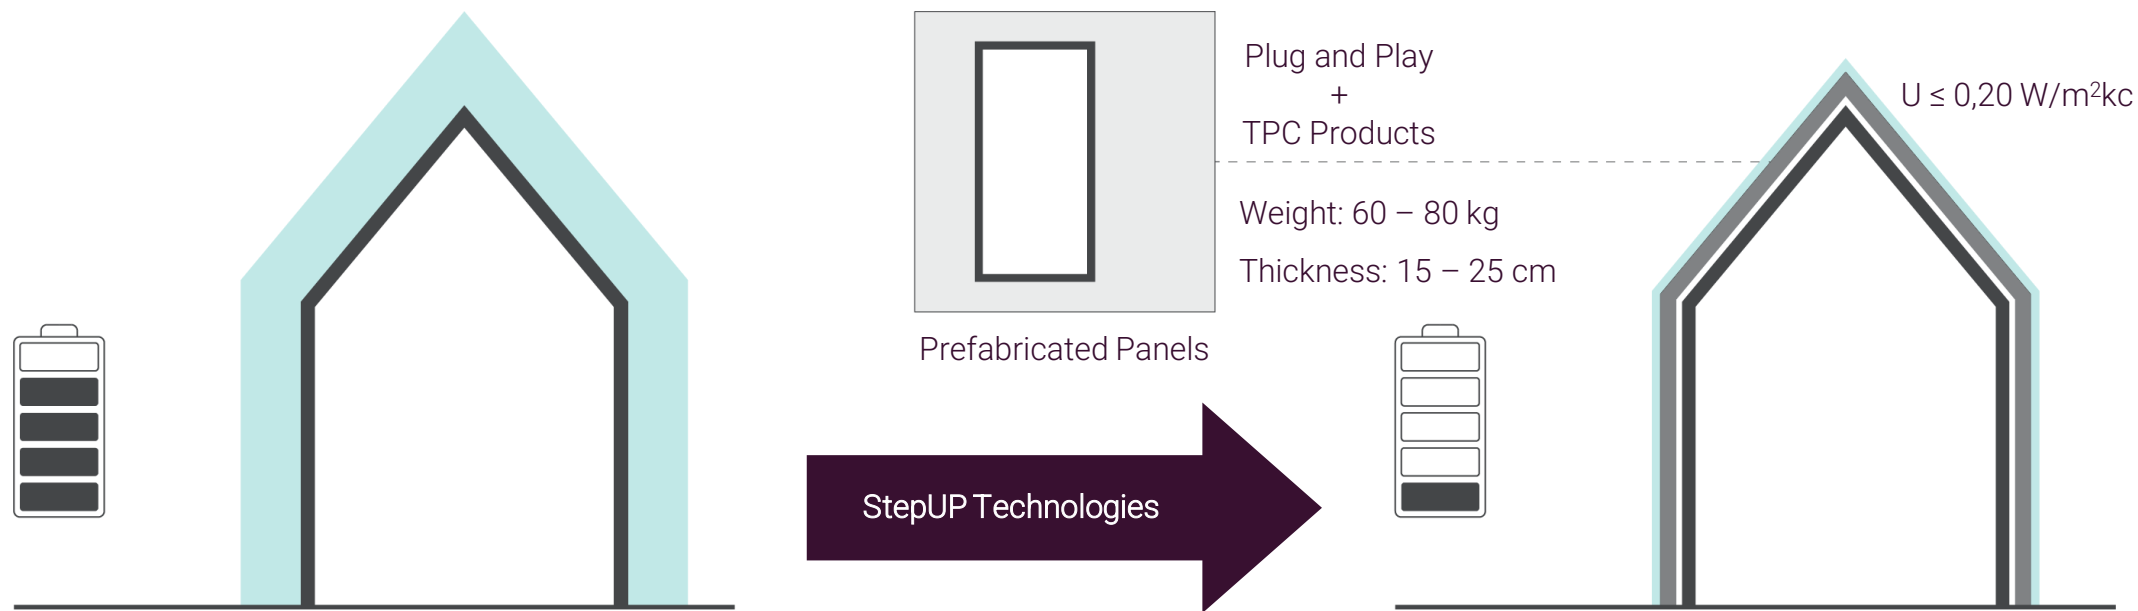 Plug and Play
+
TPC Products
U ≤ 0,20 W/m²kc
Weight: 60 – 80 kg
Thickness: 15 – 25 cm
Prefabricated Panels
StepUP Technologies